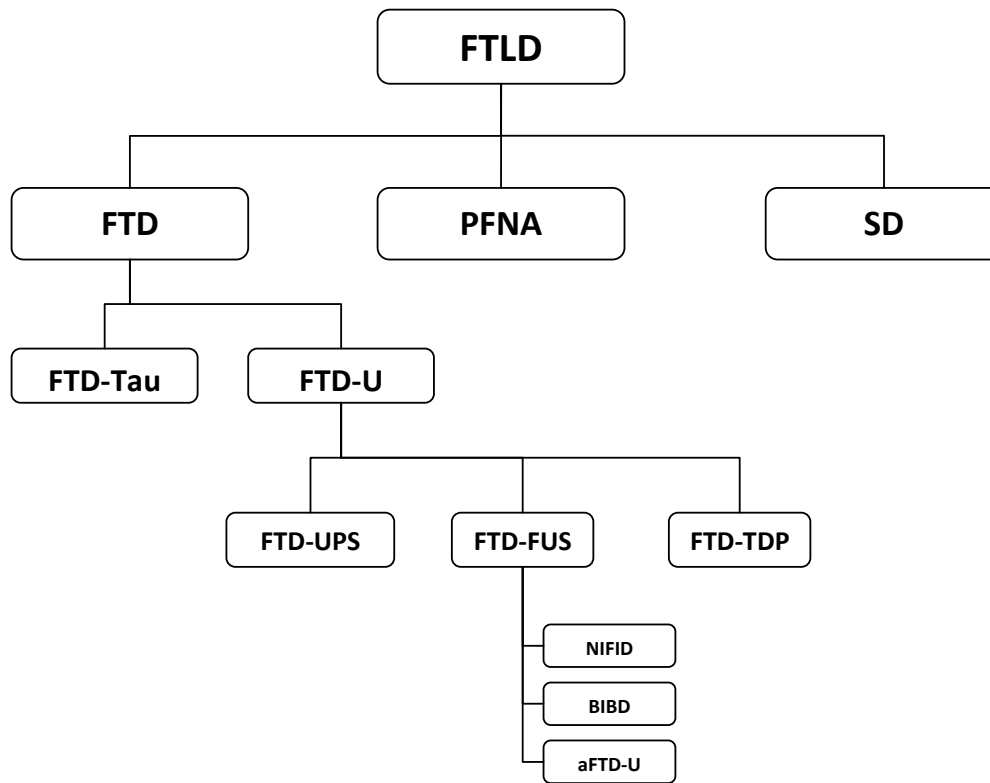 FTLD
FTD
PFNA
SD
FTD-Tau
FTD-U
FTD-UPS
FTD-FUS
FTD-TDP
NIFID
BIBD
aFTD-U